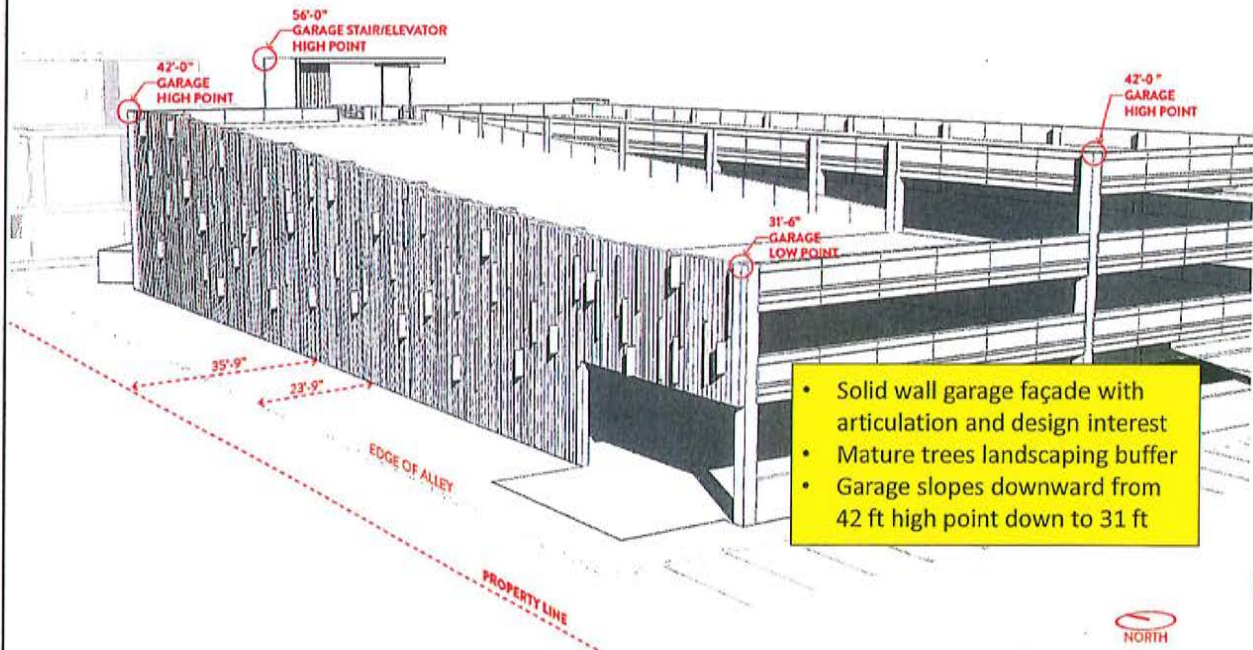 56'-0"
GARAGE STAIR/ELEVATOR
HIGH POINT
42'-0"
GARAGE
HIGH POINT
42'-0"
GARAGE
HIGH POINT
31'-6"
GARAGE
LOW POINT
35'-9"
23'-9"
EDGE OF ALLEY
PROPERTY LINE
• Solid wall garage façade with
articulation and design interest
• Mature trees landscaping buffer
• Garage slopes downward from
42 ft high point down to 31 ft
NORTH